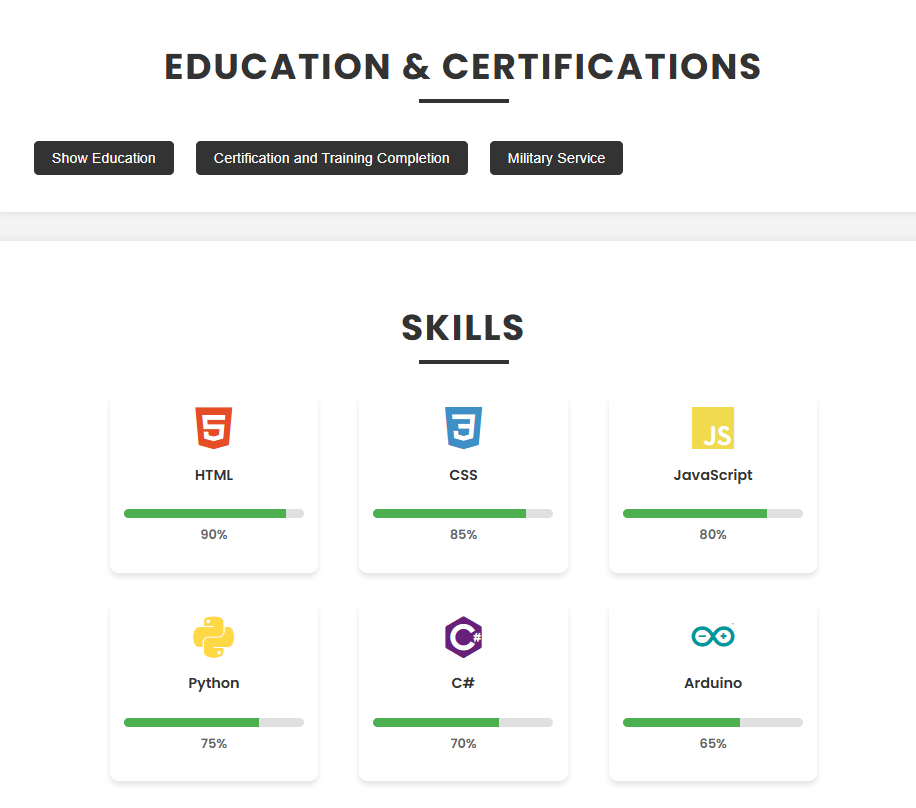 EDUCATION & CERTIFICATIONS
Show Education
Certification and Training Completion
Military Service
SKILLS
5
3
JS
HTML
CSS
JavaScript
90%
85%
80%
C#
Python
C#
Arduino
75%
70%
65%